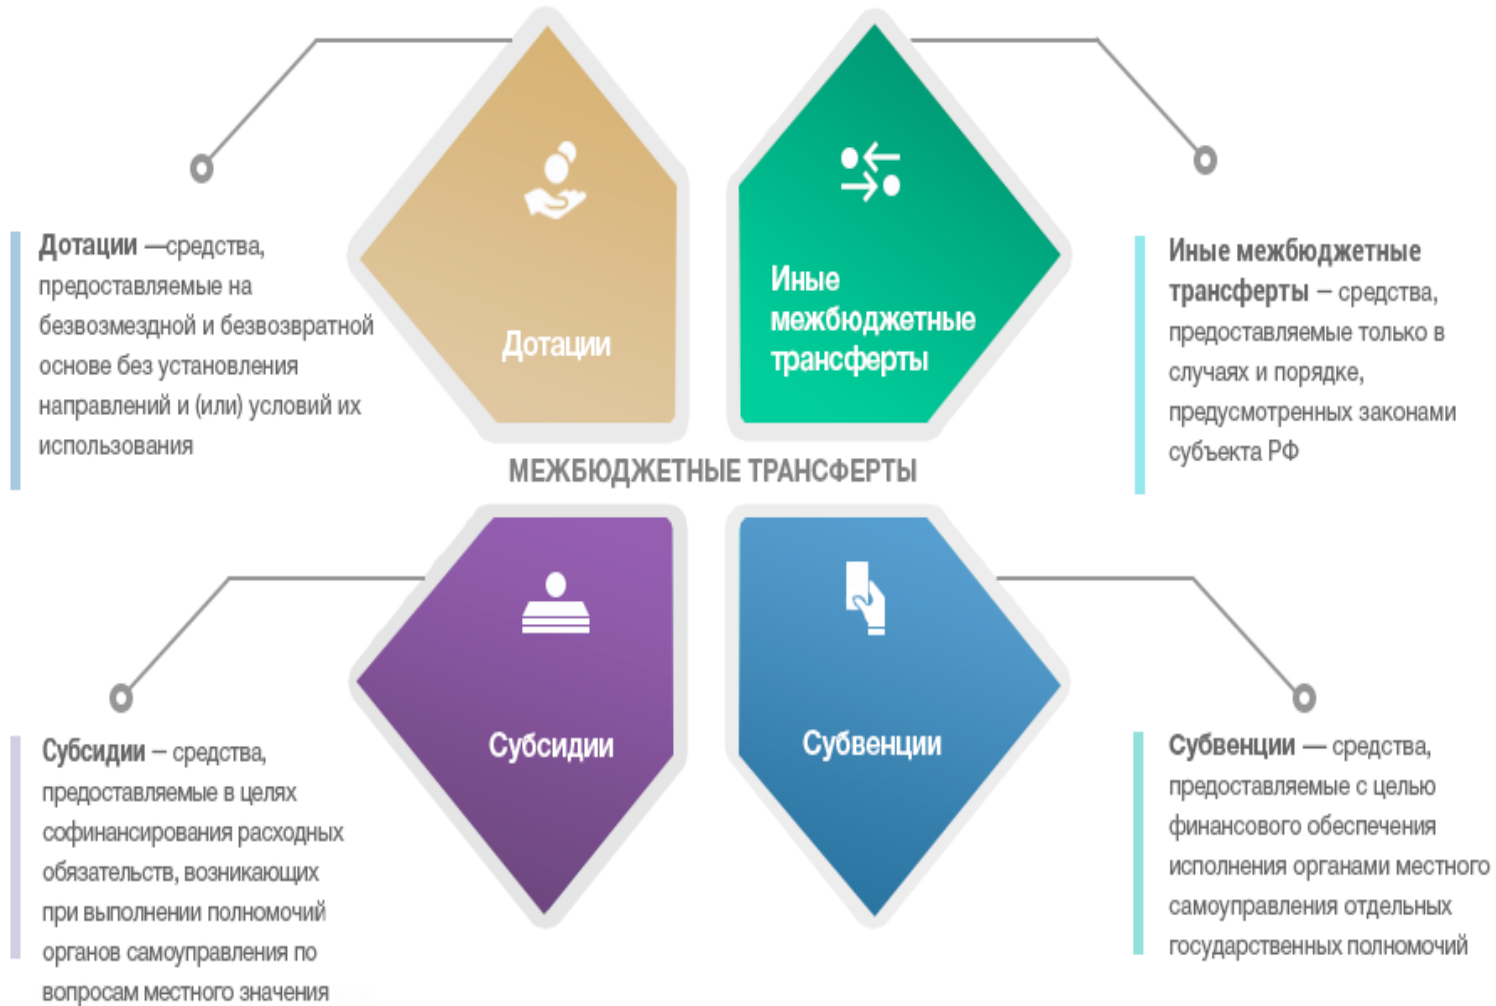 Дотации
Иные
межбюджетные
трансферты
Дотации —средства,
предоставляемые на
безвозмездной и безвозвратной
основе без установления
направлений и (или) условий их
использования
Иные межбюджетные
трансферты – средства,
предоставляемые только в
случаях и порядке,
предусмотренных законами
субъекта РФ
МЕЖБЮДЖЕТНЫЕ ТРАНСФЕРТЫ
Субсидии
Субвенции
Субсидии – средства,
предоставляемые в целях
софинансирования расходных
обязательств, возникающих
при выполнении полномочий
органов самоуправления по
вопросам местного значения
Субвенции — средства,
предоставляемые с целью
финансового обеспечения
исполнения органами местного
самоуправления отдельных
государственных полномочий